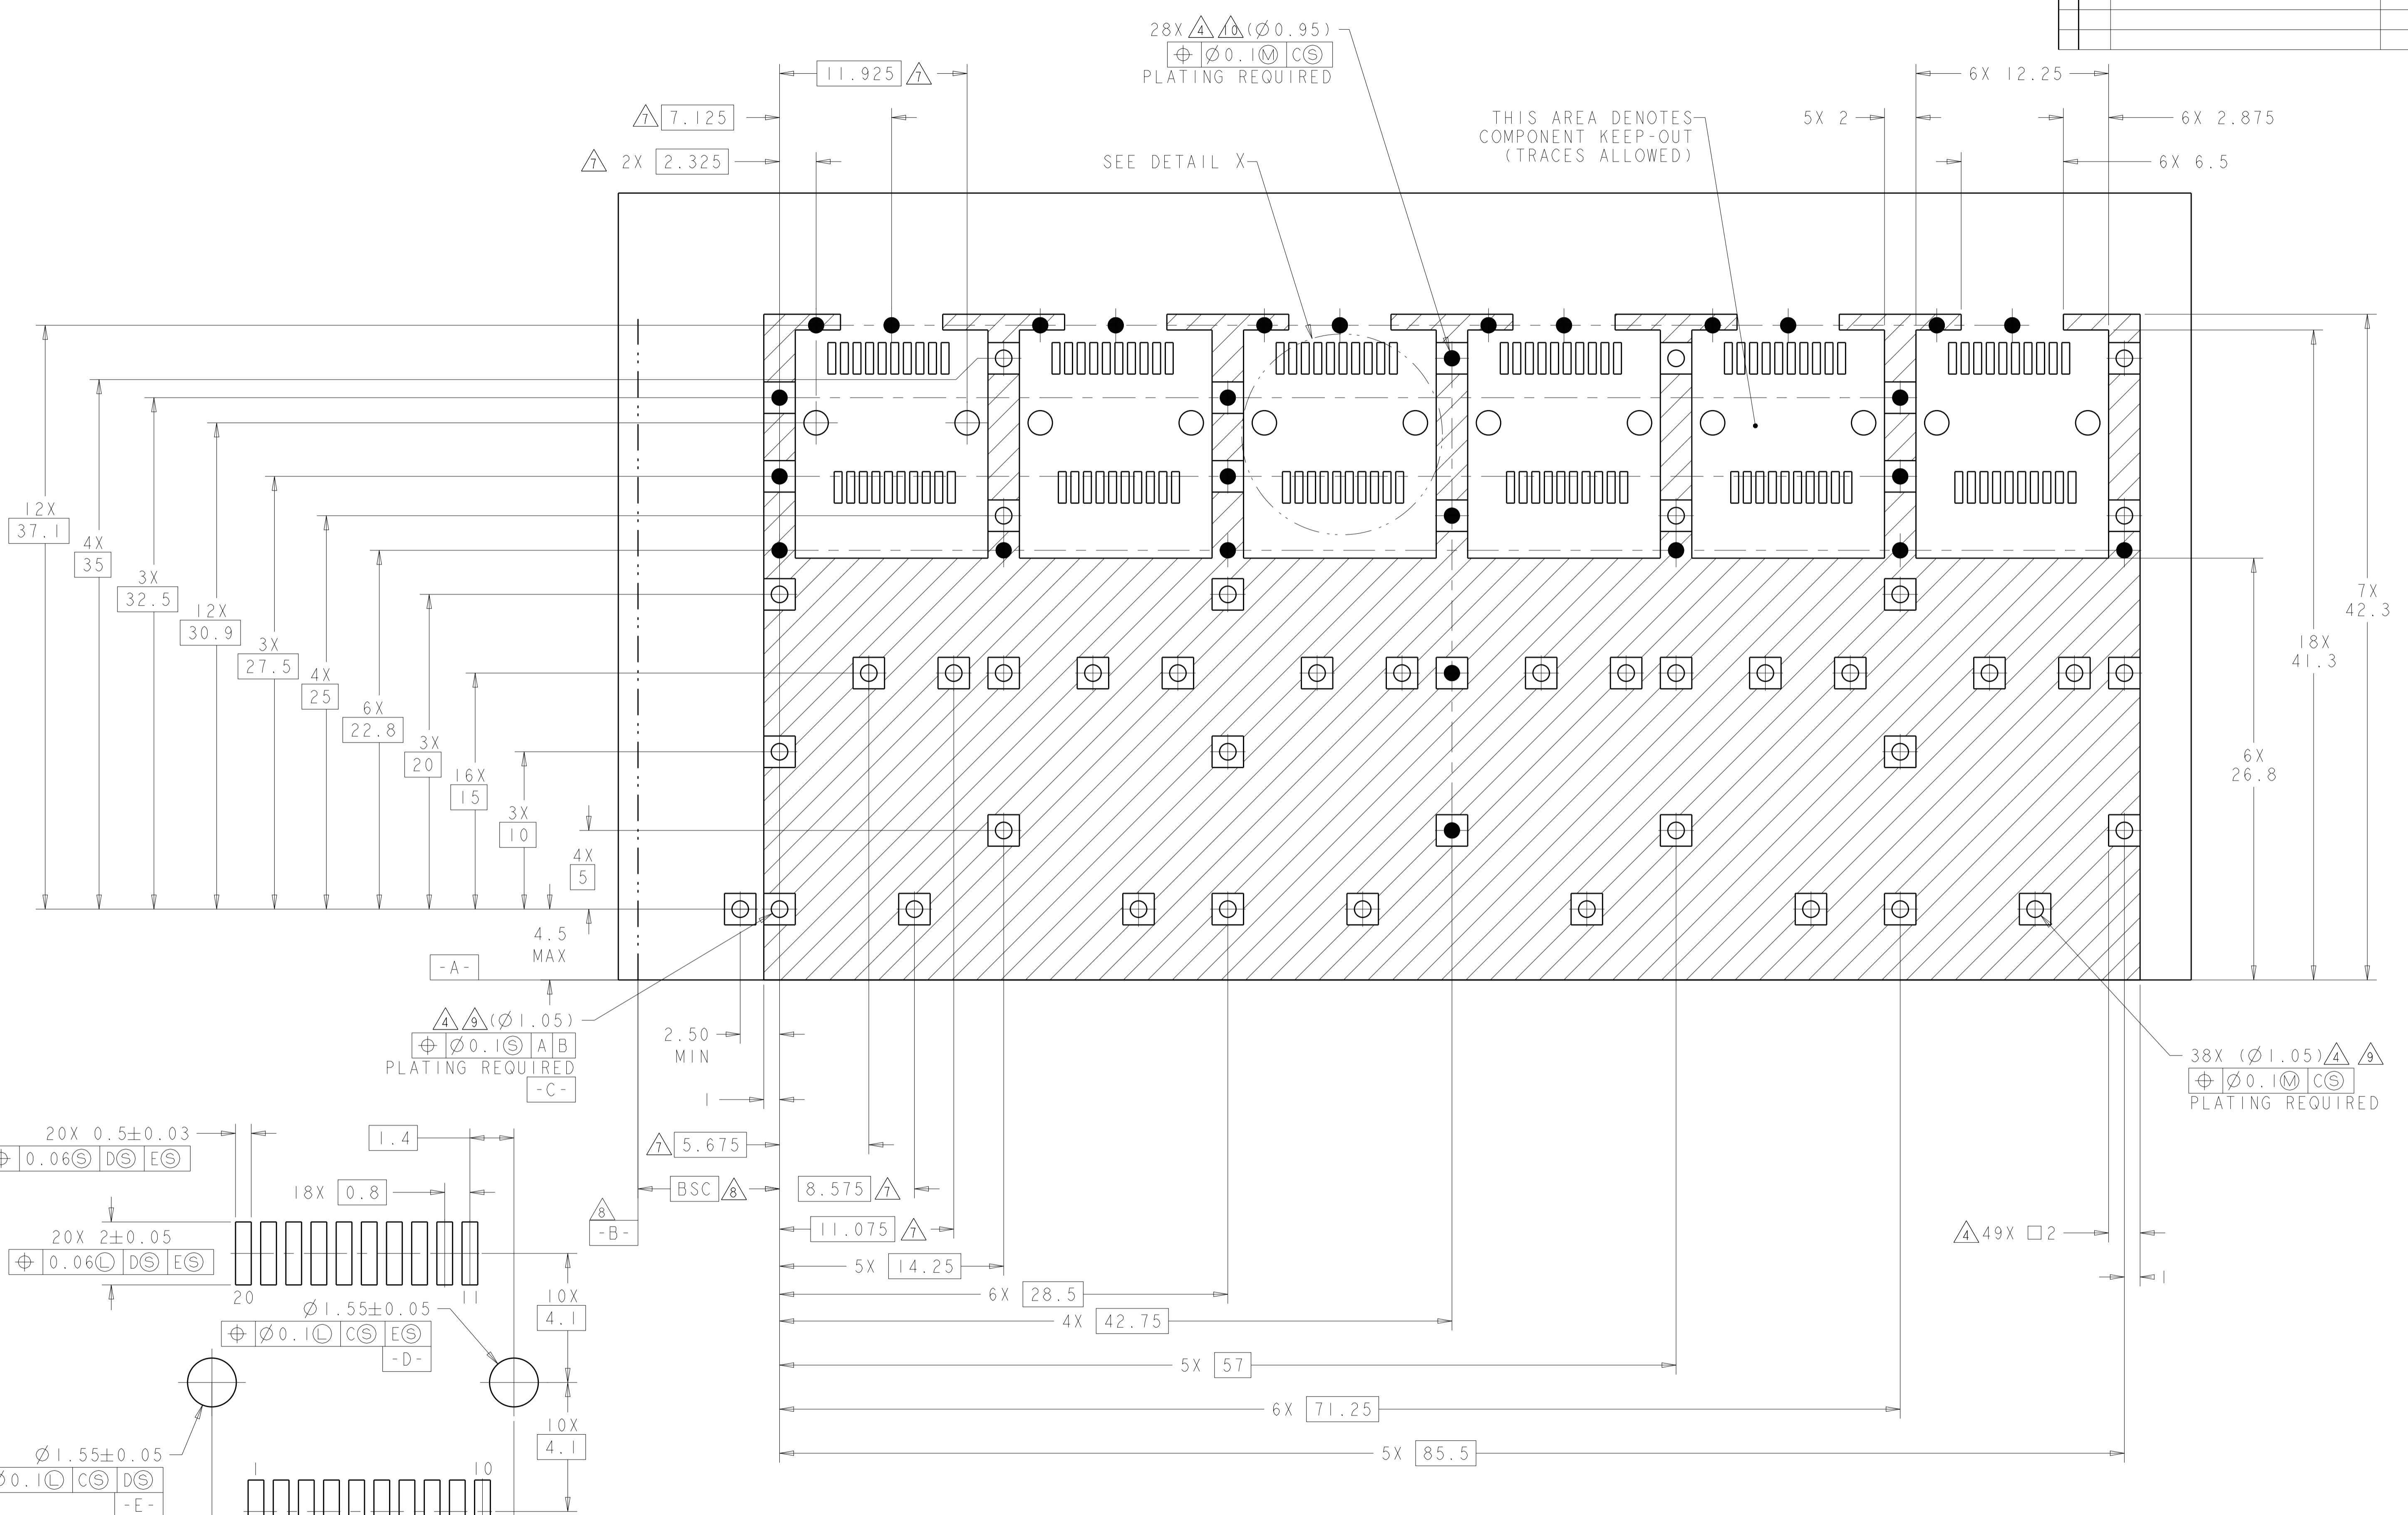 28X 4 10 (Ø0.95)
⌖ Ø0.1Ⓜ CⓈ
PLATING REQUIRED
11.925 7
7 7.125
7 2X 2.325
SEE DETAIL X
THIS AREA DENOTES
COMPONENT KEEP-OUT
(TRACES ALLOWED)
6X 12.25
5X 2
6X 2.875
6X 6.5
12X
37.1
4X
35
3X
32.5
12X
30.9
3X
27.5
4X
25
6X
22.8
3X
20
16X
15
3X
10
4X
5
7X
42.3
18X
41.3
6X
26.8
4.5
MAX
-A-
4 9 (Ø1.05)
⌖ Ø0.1Ⓢ A B
PLATING REQUIRED
-C-
2.50
MIN
1
38X (Ø1.05) 4 9
⌖ Ø0.1Ⓜ CⓈ
PLATING REQUIRED
7 5.675
BSC 8
8.575 7
8
-B-
11.075 7
5X 14.25
6X 28.5
4X 42.75
5X 57
6X 71.25
5X 85.5
4 49X □2
1
20X 0.5±0.03
⌖ 0.06Ⓢ DⓈ EⓈ
1.4
18X 0.8
20X 2±0.05
⌖ 0.06Ⓛ DⓈ EⓈ
20
11
10X
4.1
Ø1.55±0.05
⌖ Ø0.1Ⓛ CⓈ EⓈ
-D-
10X
4.1
Ø1.55±0.05
Ø0.1Ⓛ CⓈ DⓈ
-E-
1
10